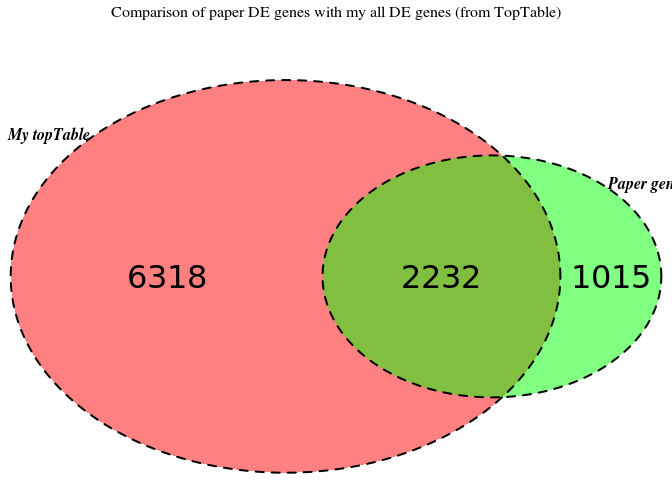 Comparison of paper DE genes with my all DE genes (from TopTable)
My topTable
Paper gen
6318
2232
1015